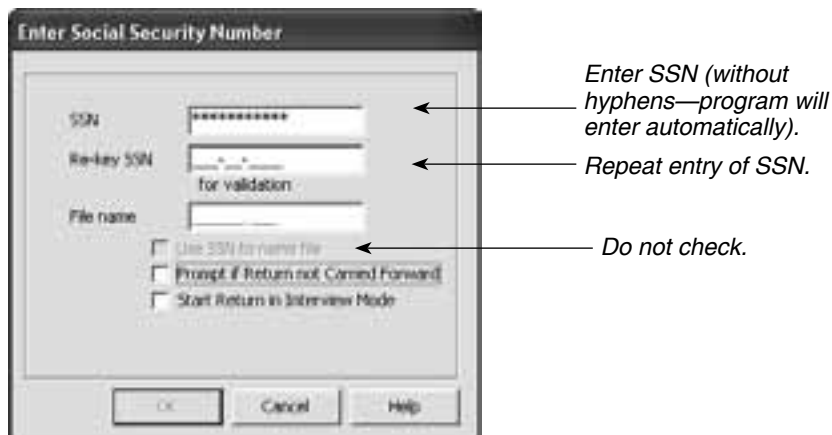 Enter Social Security Number
Enter SSN (without
hyphens—program will
enter automatically).
SSN
***********
Re-key SSN
__-_-___
Repeat entry of SSN.
for validation
File name
Use SSN to name file
Do not check.
Prompt if Return not Carried Forward
Start Return in Interview Mode
OK
Cancel
Help